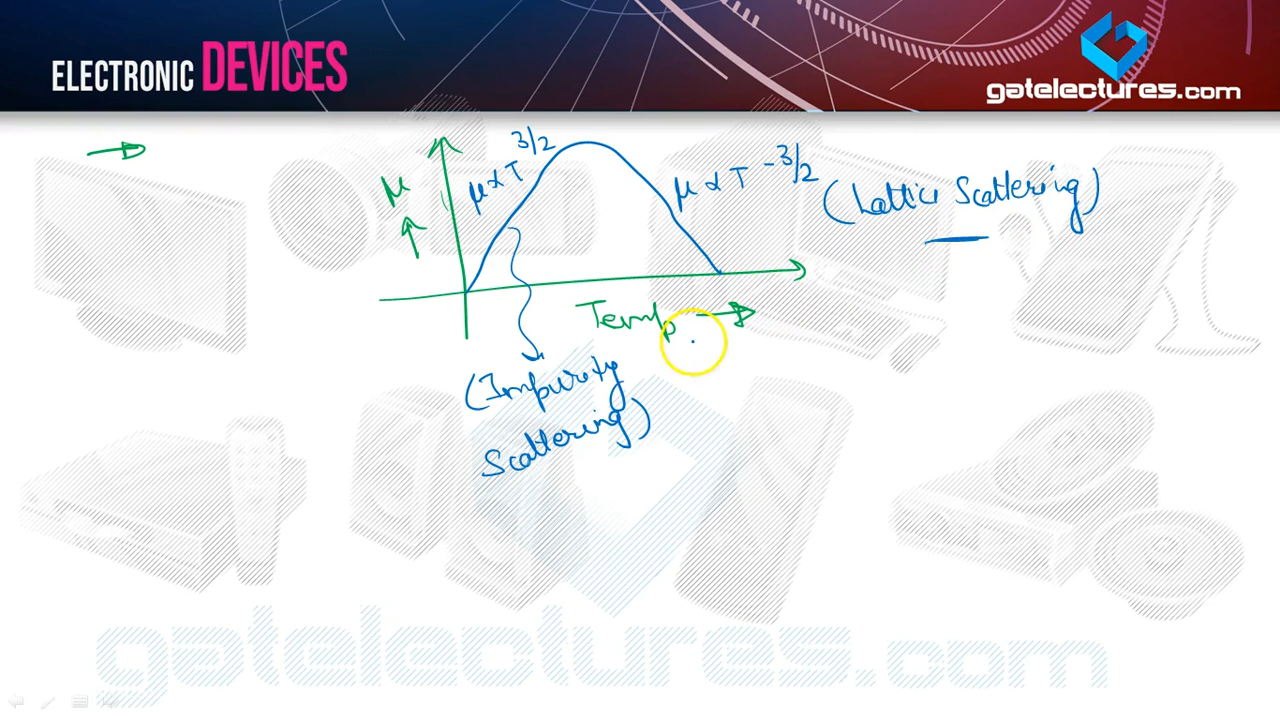 ELECTRONIC DEVICES
gatelectures.com
μ
μ ∝ T^3/2
μ ∝ T^-3/2 (Lattice Scattering)
Temp
(Impurity
Scattering)
gatelectures.com